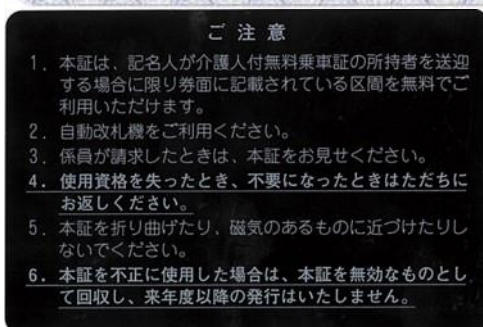 ご注意
1．本証は、記名人が介護人付無料乗車証の所持者を送迎
する場合に限り券面に記載されている区間を無料でご
利用いただけます。
2．自動改札機をご利用ください。
3．係員が請求したときは、本証をお見せください。
4．使用資格を失ったとき、不要になったときはただちに
お返しください。
5．本証を折り曲げたり、磁気のあるものに近づけたりし
ないでください。
6．本証を不正に使用した場合は、本証を無効なものとし
て回収し、来年度以降の発行はいたしません。